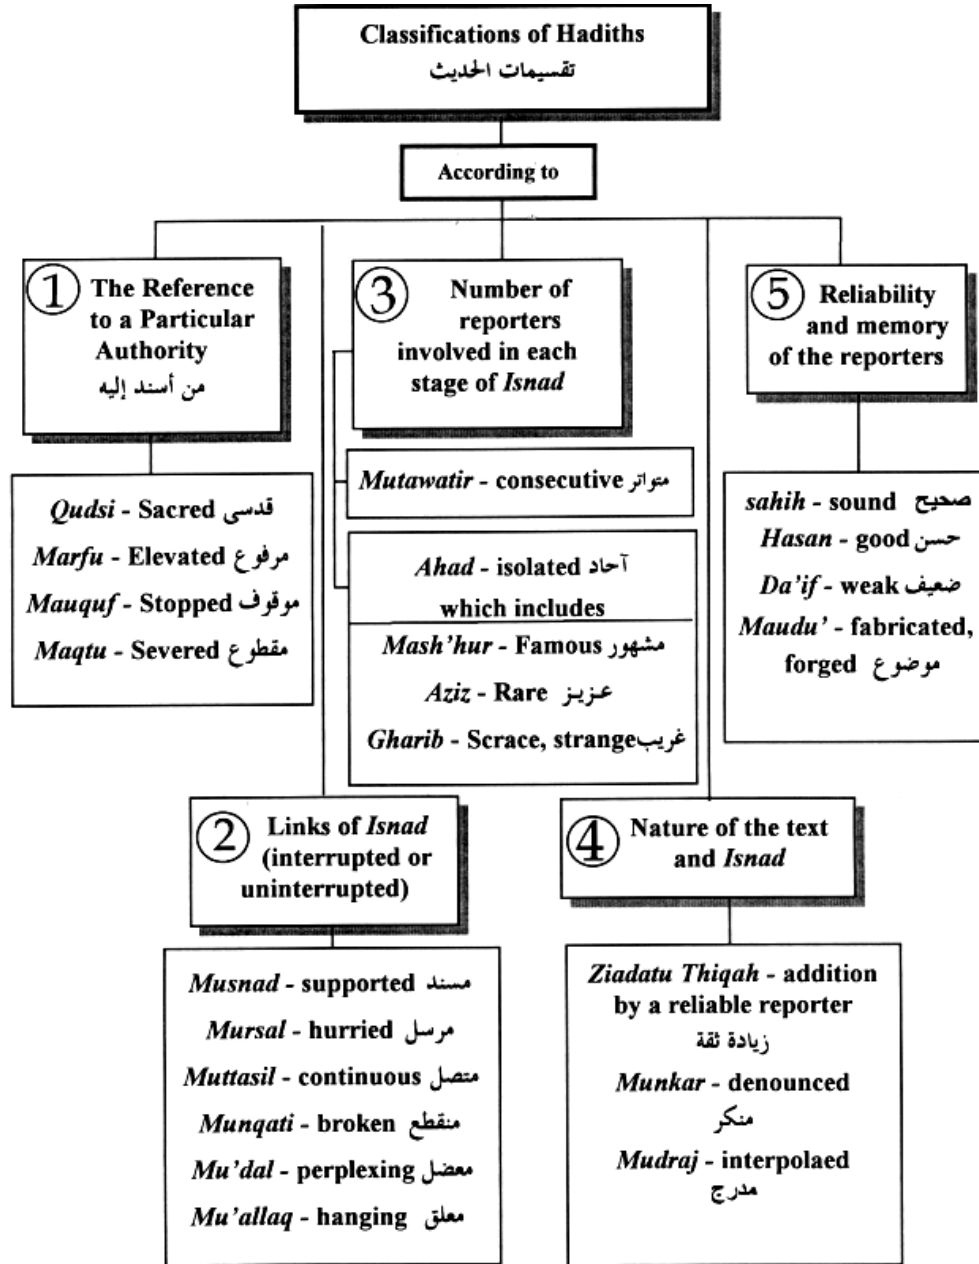 Classifications of Hadiths
تقسيمات الحديث
According to
1 The Reference
to a Particular
Authority
من أسند إليه
Qudsi - Sacred قدسى
Marfu - Elevated مرفوع
Mauquf - Stopped موقوف
Maqtu - Severed مقطوع
2 Links of Isnad
(interrupted or
uninterrupted)
Musnad - supported مسند
Mursal - hurried مرسل
Muttasil - continuous متصل
Munqati - broken منقطع
Mu'dal - perplexing معضل
Mu'allaq - hanging معلق
3 Number of
reporters
involved in each
stage of Isnad
Mutawatir - consecutive متواتر
Ahad - isolated آحاد
which includes
Mash'hur - Famous مشهور
Aziz - Rare عزيز
Gharib - Scrace, strange غريب
4 Nature of the text
and Isnad
Ziadatu Thiqah - addition
by a reliable reporter
زيادة ثقة
Munkar - denounced
منكر
Mudraj - interpolaed
مدرج
5 Reliability
and memory
of the reporters
sahih - sound صحيح
Hasan - good حسن
Da'if - weak ضعيف
Maudu' - fabricated,
forged موضوع